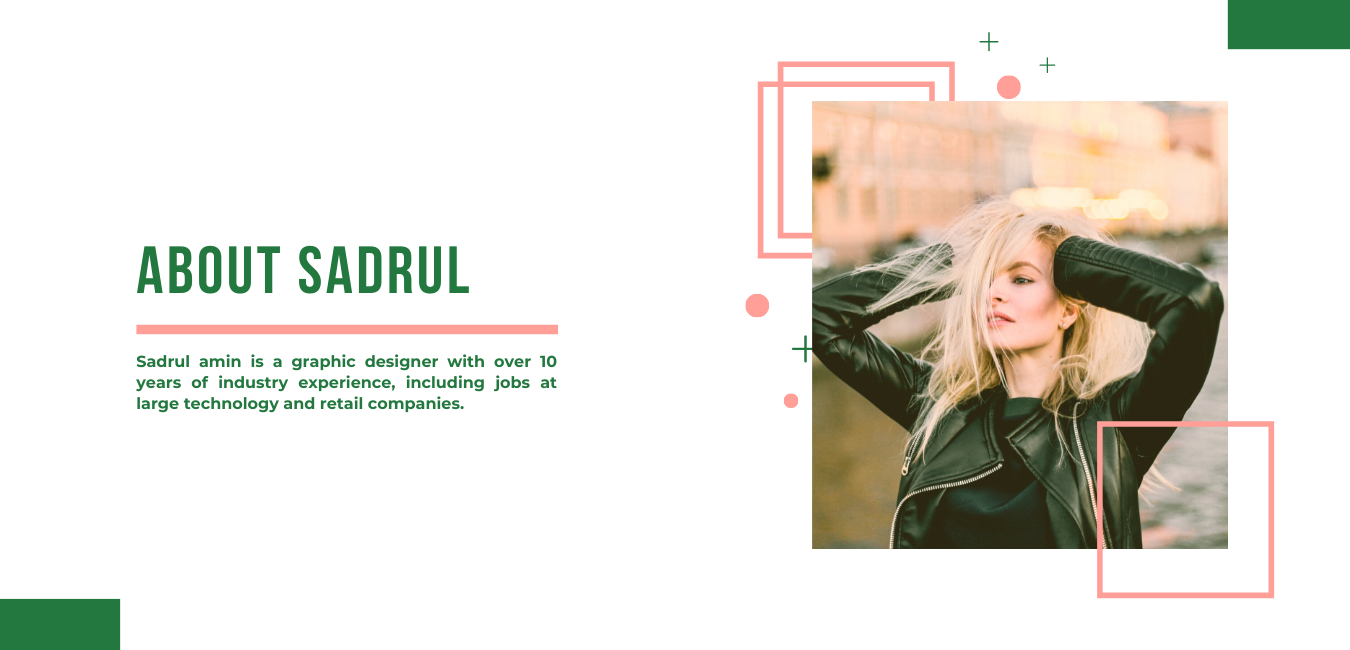 ABOUT SADRUL
Sadrul amin is a graphic designer with over 10
years of industry experience, including jobs at
large technology and retail companies.